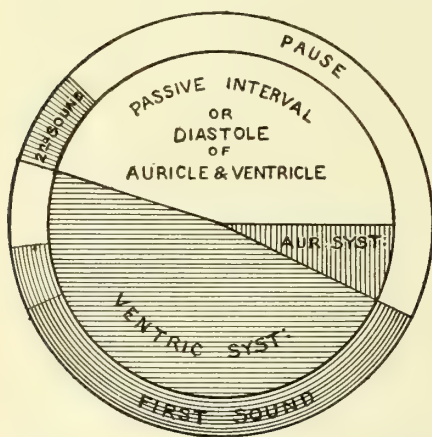 PAUSE
2ND SOUND
PASSIVE INTERVAL
OR
DIASTOLE
OF
AURICLE & VENTRICLE
AUR SYST:
VENTRIC SYST:
FIRST SOUND